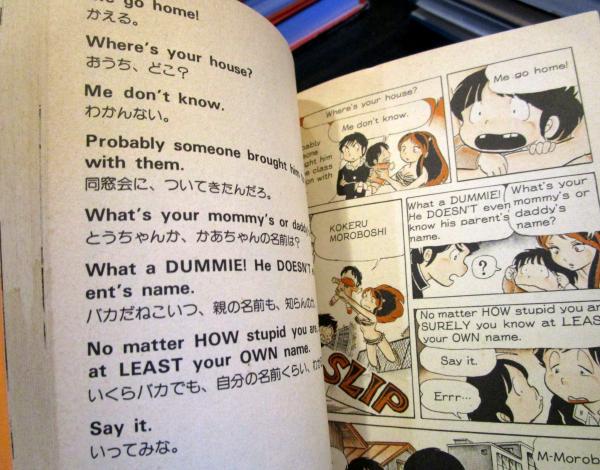 go home!
かえる。
Where's your house?
おうち、どこ？
Me don't know.
わかんない。
Probably someone brought him
with them.
同窓会に、ついてきたんだろ。
What's your mommy's or daddy
とうちゃんか、かあちゃんの名前は？
What a DUMMIE! He DOESN'T
ent's name.
バカだねこいつ、親の名前も、知らんの
No matter HOW stupid you are
at LEAST your OWN name.
いくらバカでも、自分の名前くらい、
Say it.
いってみな。
Where's your house?
Me don't know.
Me go home!
ught him
class
on with
KOKERU
MOROBOSHI
SLIP
What a DUMMIE!
He DOESN'T even
know his parent's
name.
What's your
mommy's or
daddy's
name?
?
No matter HOW stupid you are
SURELY you know at LEAS
your OWN name.
Say it.
Errr...
M-Morob